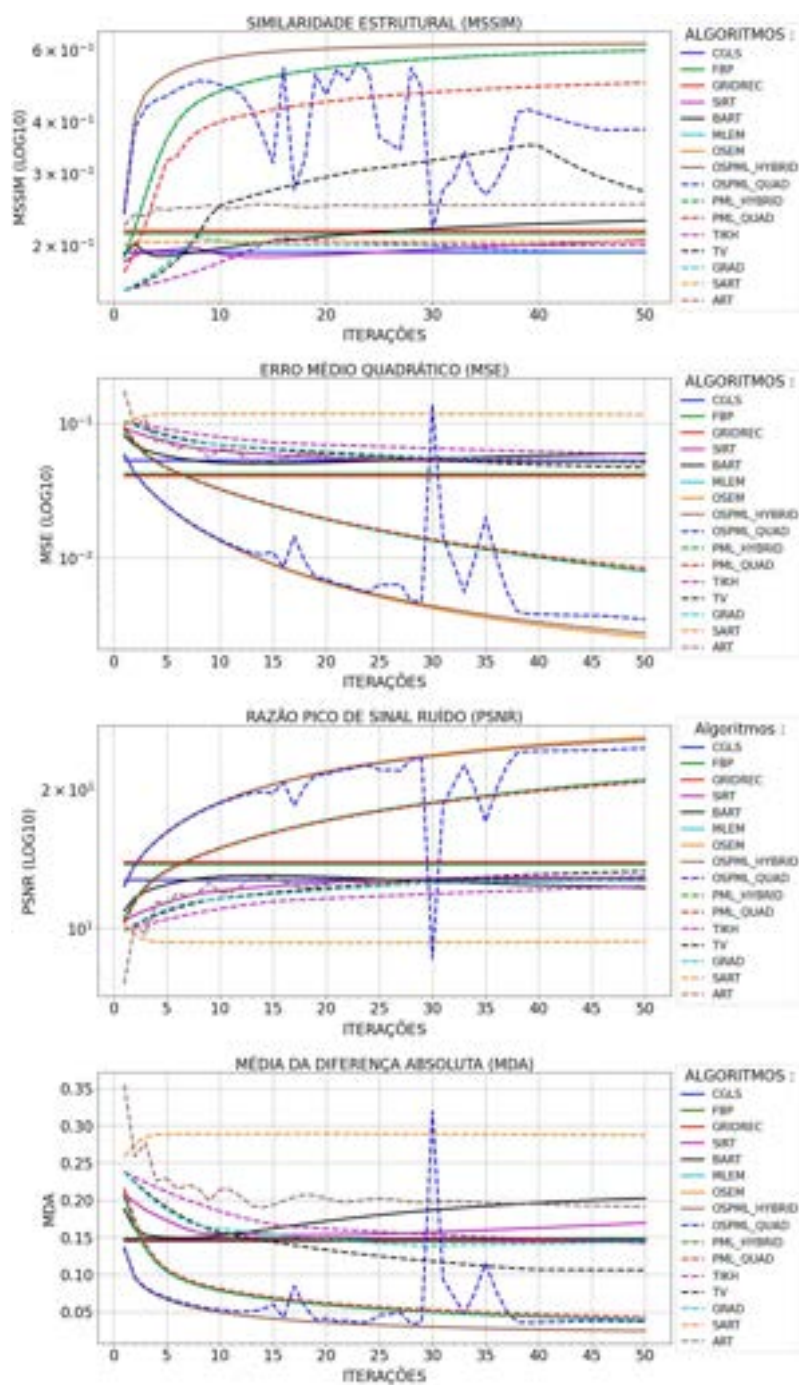 SIMILARIDADE ESTRUTURAL (MSSIM)
MSSIM (LOG10)
6 × 10⁻¹
4 × 10⁻¹
3 × 10⁻¹
2 × 10⁻¹
0 5 10 15 20 25 30 35 40 45 50
ITERAÇÕES
ALGORITMOS :
CGLS
FBP
GRIDREC
SIRT
BART
MLEM
OSEM
OSPML_HYBRID
OSPML_QUAD
PML_HYBRID
PML_QUAD
TIKH
TV
GRAD
SART
ART
ERRO MÉDIO QUADRÁTICO (MSE)
MSE (LOG10)
10⁻¹
10⁻²
0 5 10 15 20 25 30 35 40 45 50
ITERAÇÕES
ALGORITMOS :
CGLS
FBP
GRIDREC
SIRT
BART
MLEM
OSEM
OSPML_HYBRID
OSPML_QUAD
PML_HYBRID
PML_QUAD
TIKH
TV
GRAD
SART
ART
RAZÃO PICO DE SINAL RUÍDO (PSNR)
PSNR (LOG10)
2 × 10¹
10¹
0 5 10 15 20 25 30 35 40 45 50
ITERAÇÕES
Algoritmos :
CGLS
FBP
GRIDREC
SIRT
BART
MLEM
OSEM
OSPML_HYBRID
OSPML_QUAD
PML_HYBRID
PML_QUAD
TIKH
TV
GRAD
SART
ART
MÉDIA DA DIFERENÇA ABSOLUTA (MDA)
MDA
0.35
0.30
0.25
0.20
0.15
0.10
0.05
0 5 10 15 20 25 30 35 40 45 50
ITERAÇÕES
ALGORITMOS :
CGLS
FBP
GRIDREC
SIRT
BART
MLEM
OSEM
OSPML_HYBRID
OSPML_QUAD
PML_HYBRID
PML_QUAD
TIKH
TV
GRAD
SART
ART